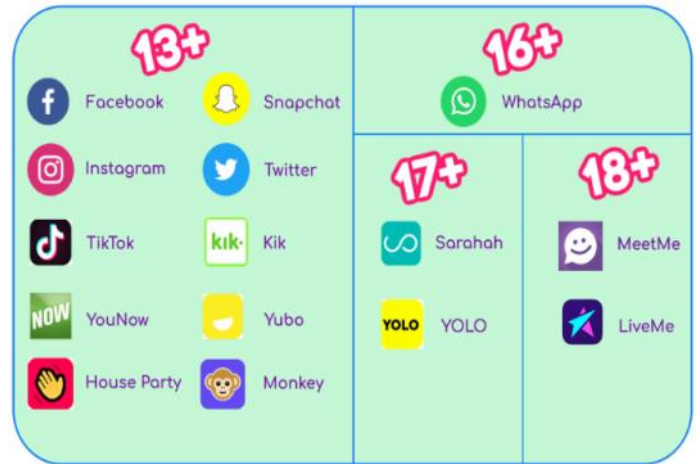 13+
Facebook
Snapchat
Instagram
Twitter
TikTok
kik.
Kik
NOW
YouNow
Yubo
House Party
Monkey
16+
WhatsApp
17+
Sarahah
YOLO
YOLO
18+
MeetMe
LiveMe